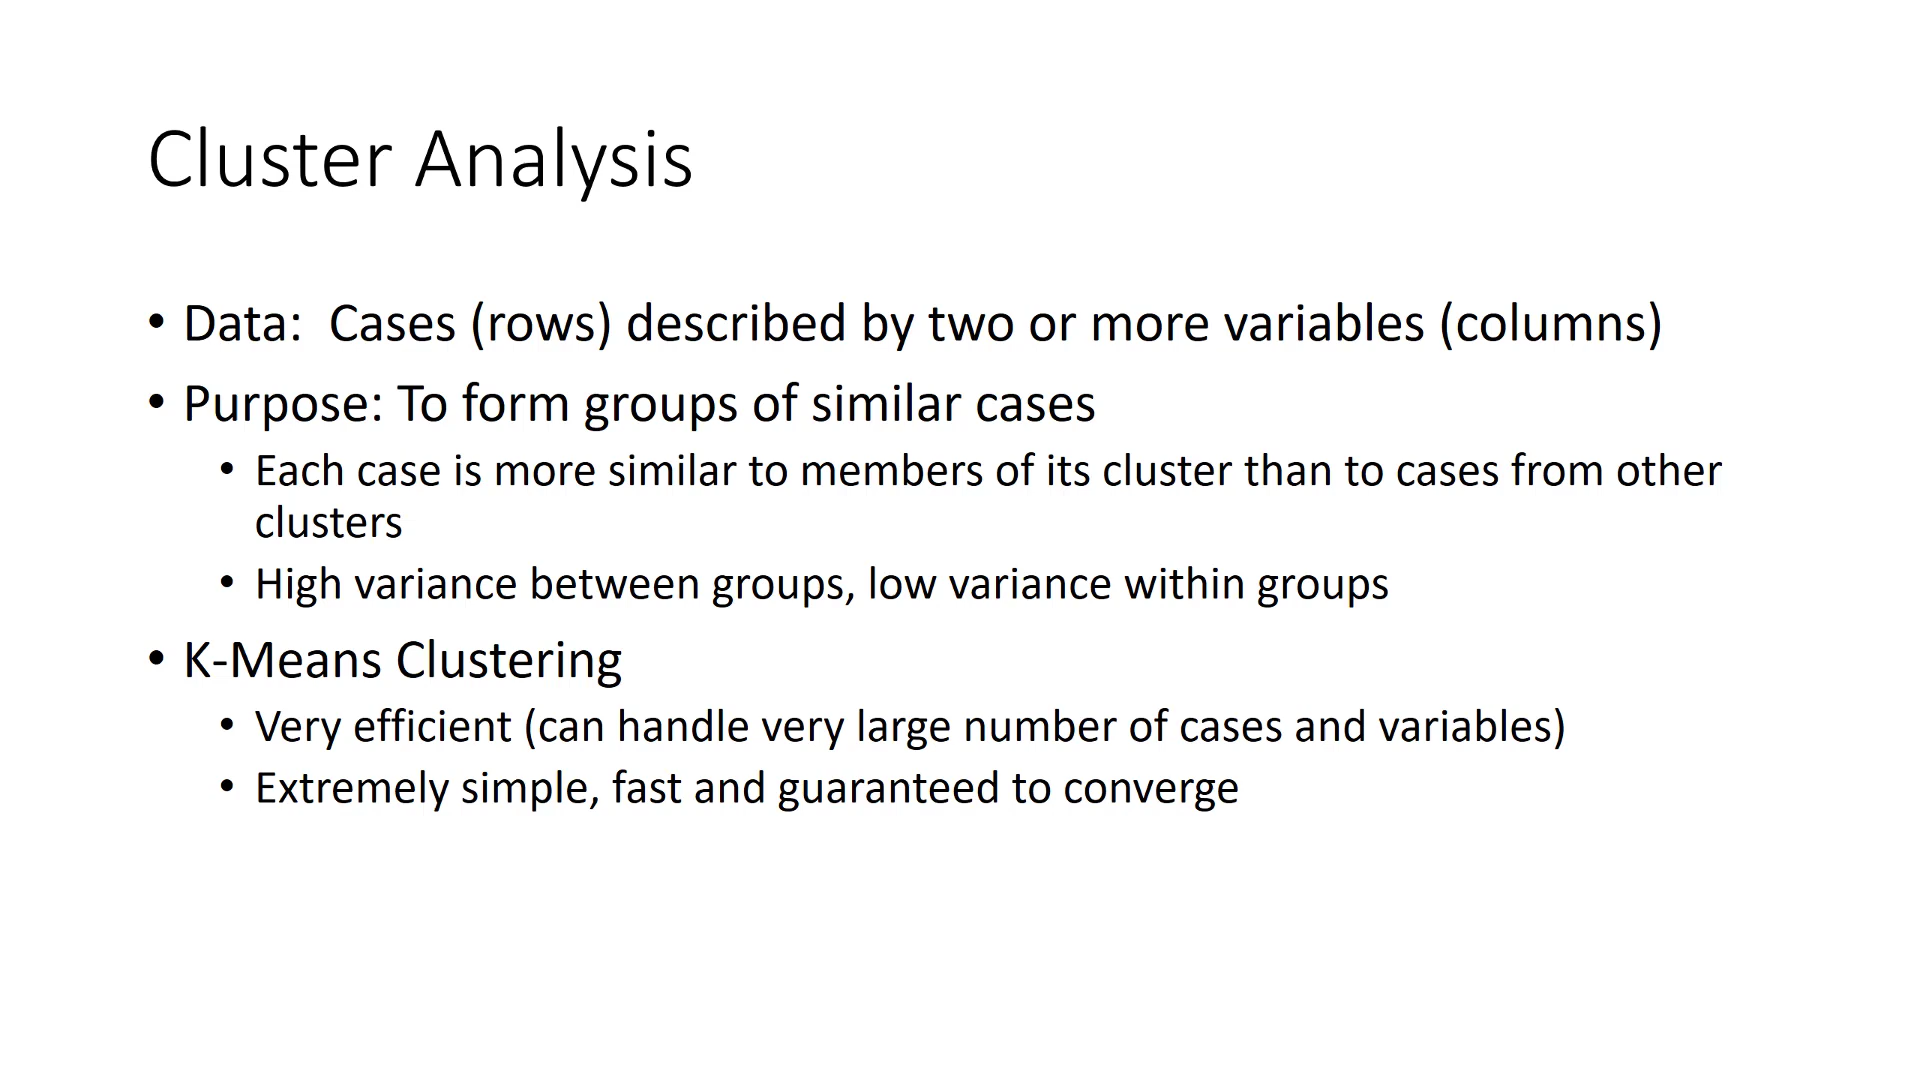 Cluster Analysis
• Data:  Cases (rows) described by two or more variables (columns)
• Purpose: To form groups of similar cases
• Each case is more similar to members of its cluster than to cases from other
clusters
• High variance between groups, low variance within groups
• K-Means Clustering
• Very efficient (can handle very large number of cases and variables)
• Extremely simple, fast and guaranteed to converge